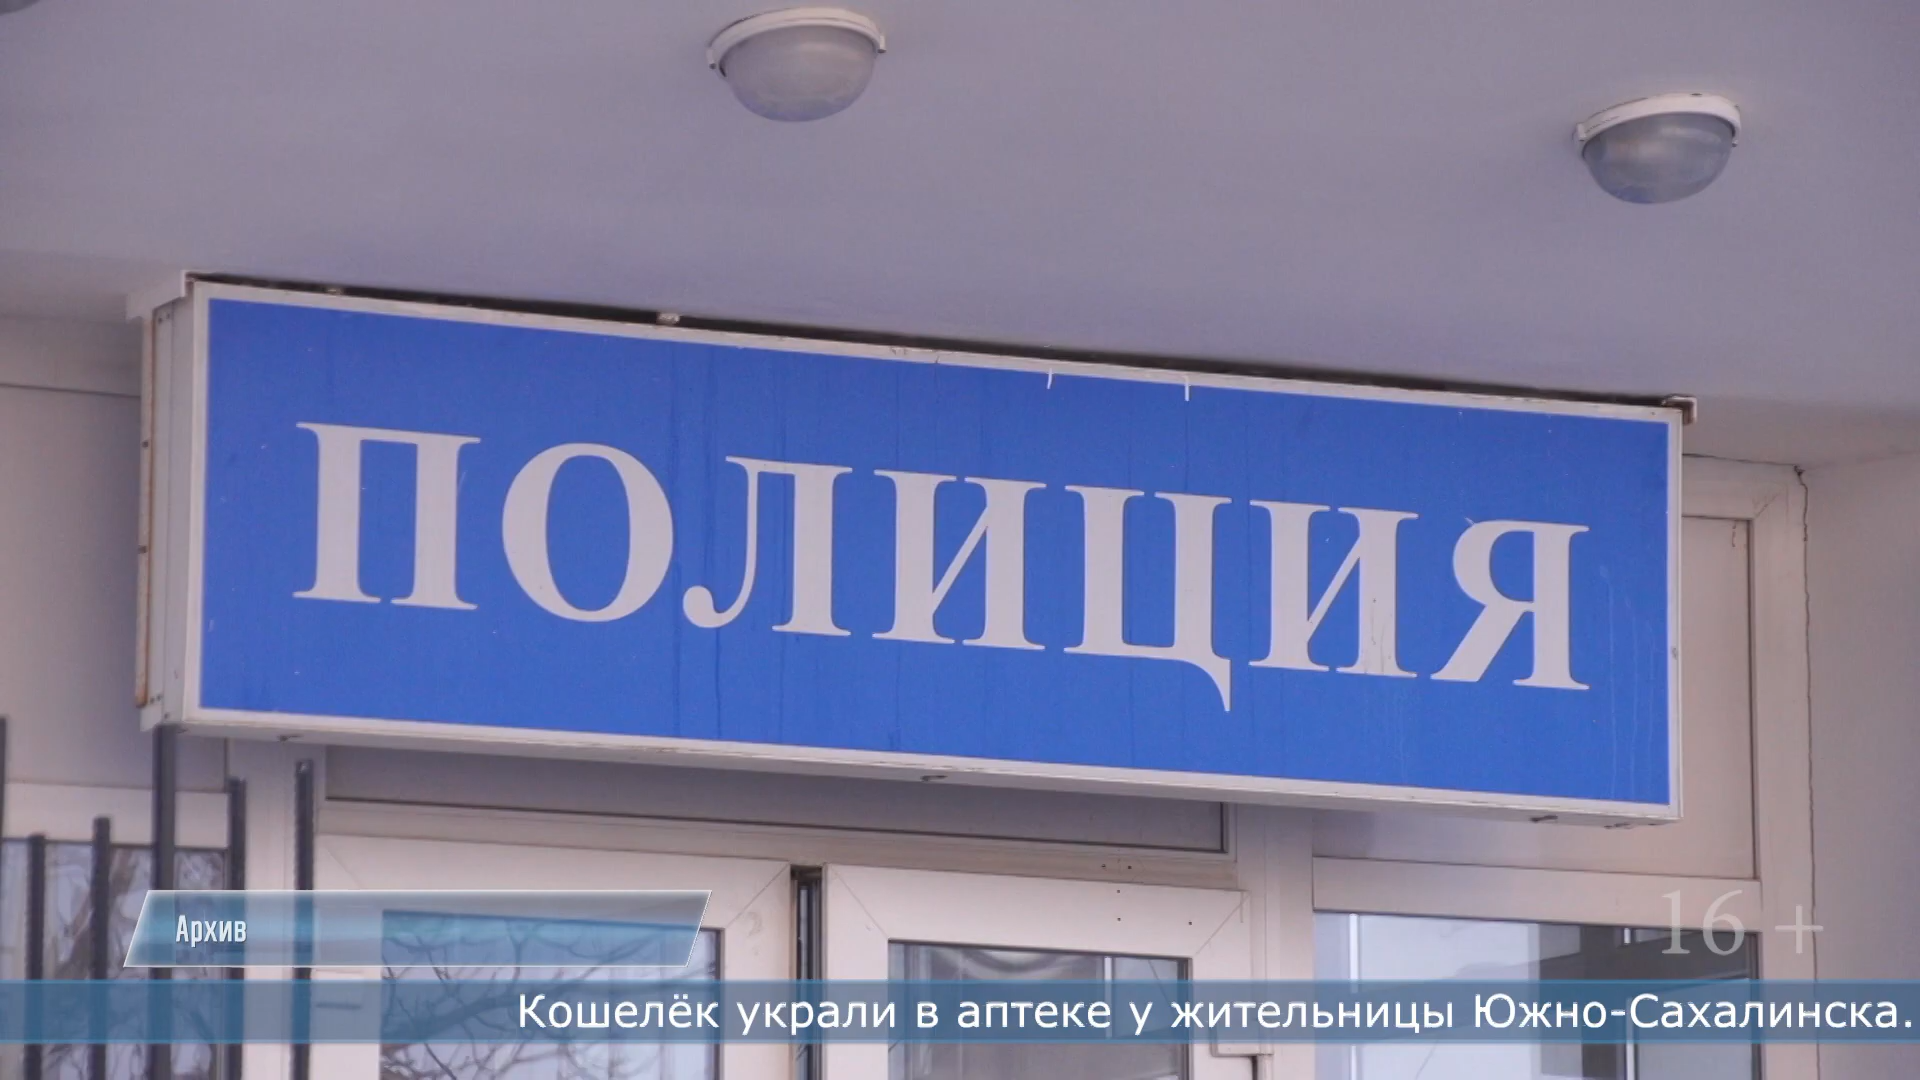 ПОЛИЦИЯ
Архив
16 +
Кошелёк украли в аптеке у жительницы Южно-Сахалинска.